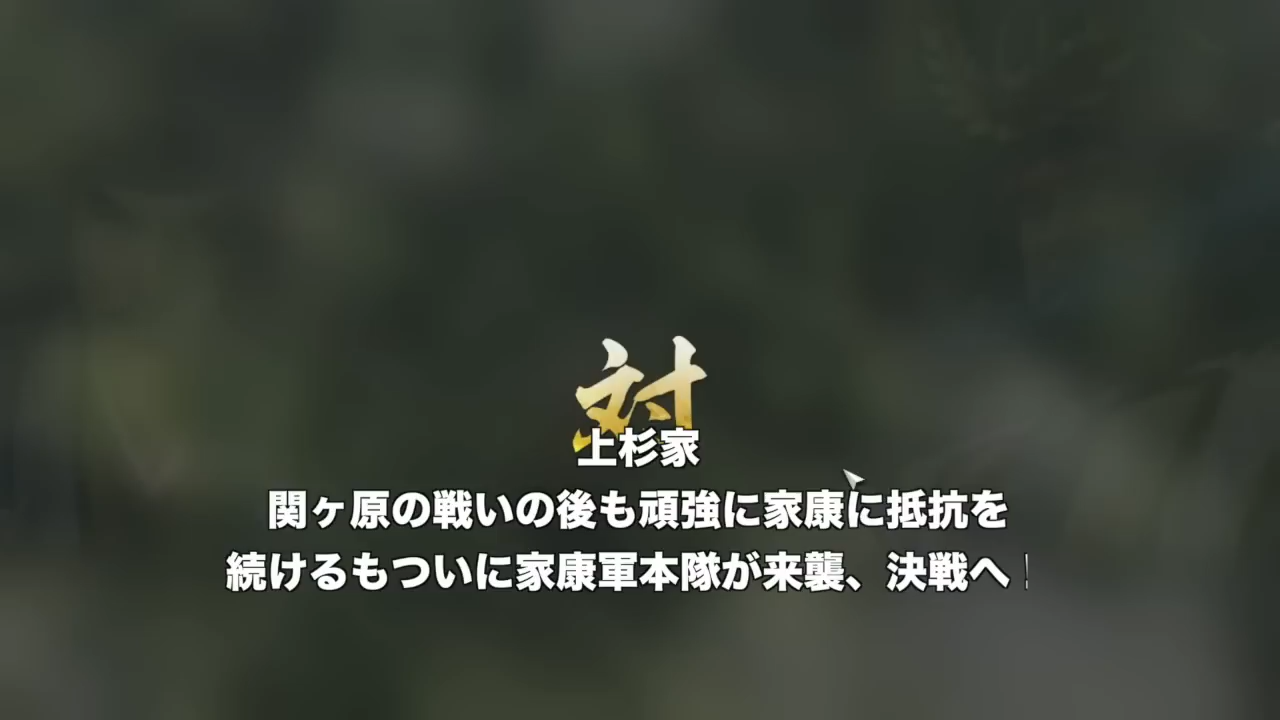 対
上杉家
関ヶ原の戦いの後も頑強に家康に抵抗を
続けるもついに家康軍本隊が来襲、決戦へ！